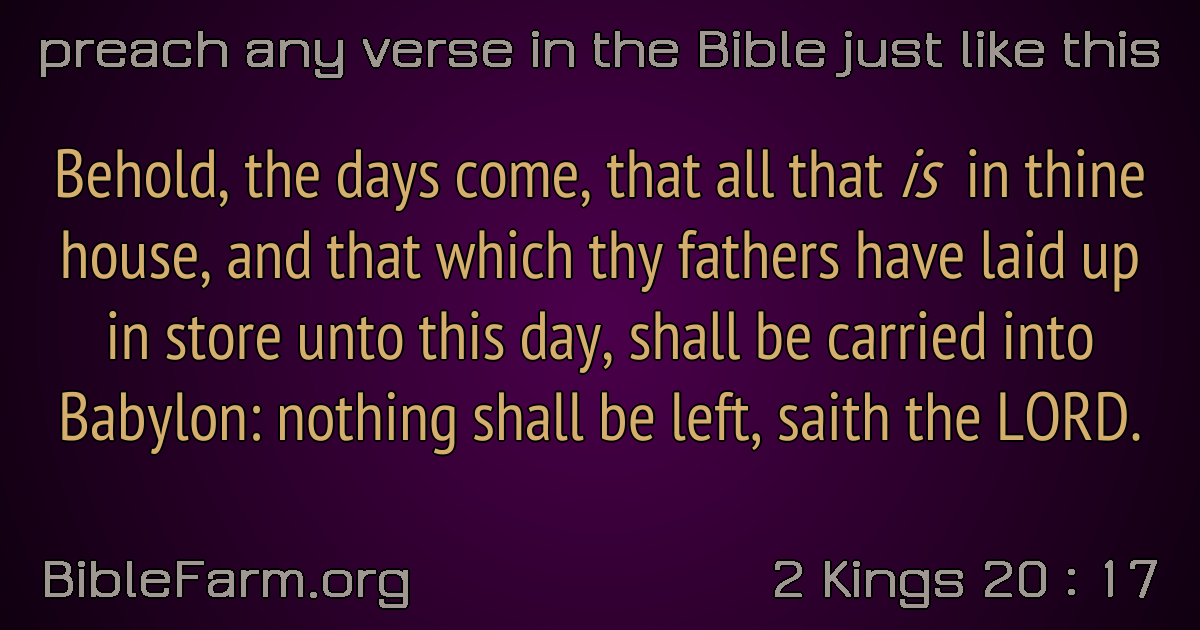 preach any verse in the Bible just like this
Behold, the days come, that all that is in thine
house, and that which thy fathers have laid up
in store unto this day, shall be carried into
Babylon: nothing shall be left, saith the LORD.
BibleFarm.org
2 Kings 20 : 17